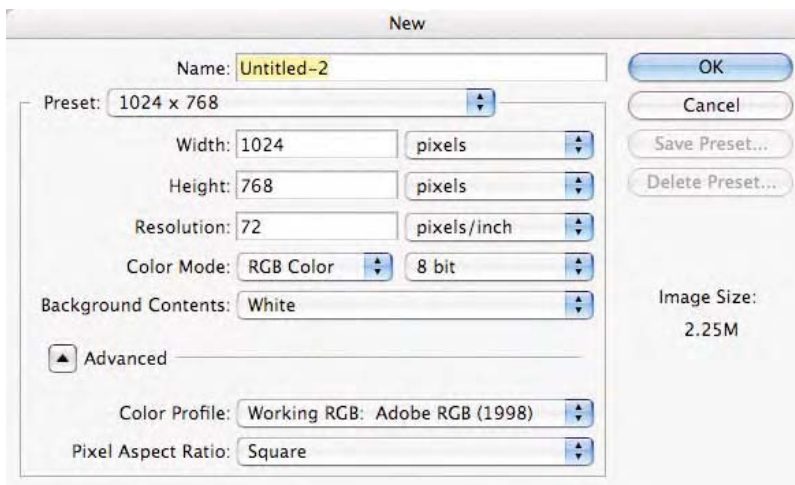 New
Name: Untitled-2
OK
Preset: 1024 x 768
Cancel
Width: 1024 pixels
Save Preset...
Height: 768 pixels
Delete Preset...
Resolution: 72 pixels/inch
Color Mode: RGB Color 8 bit
Background Contents: White
Image Size:
2.25M
Advanced
Color Profile: Working RGB: Adobe RGB (1998)
Pixel Aspect Ratio: Square